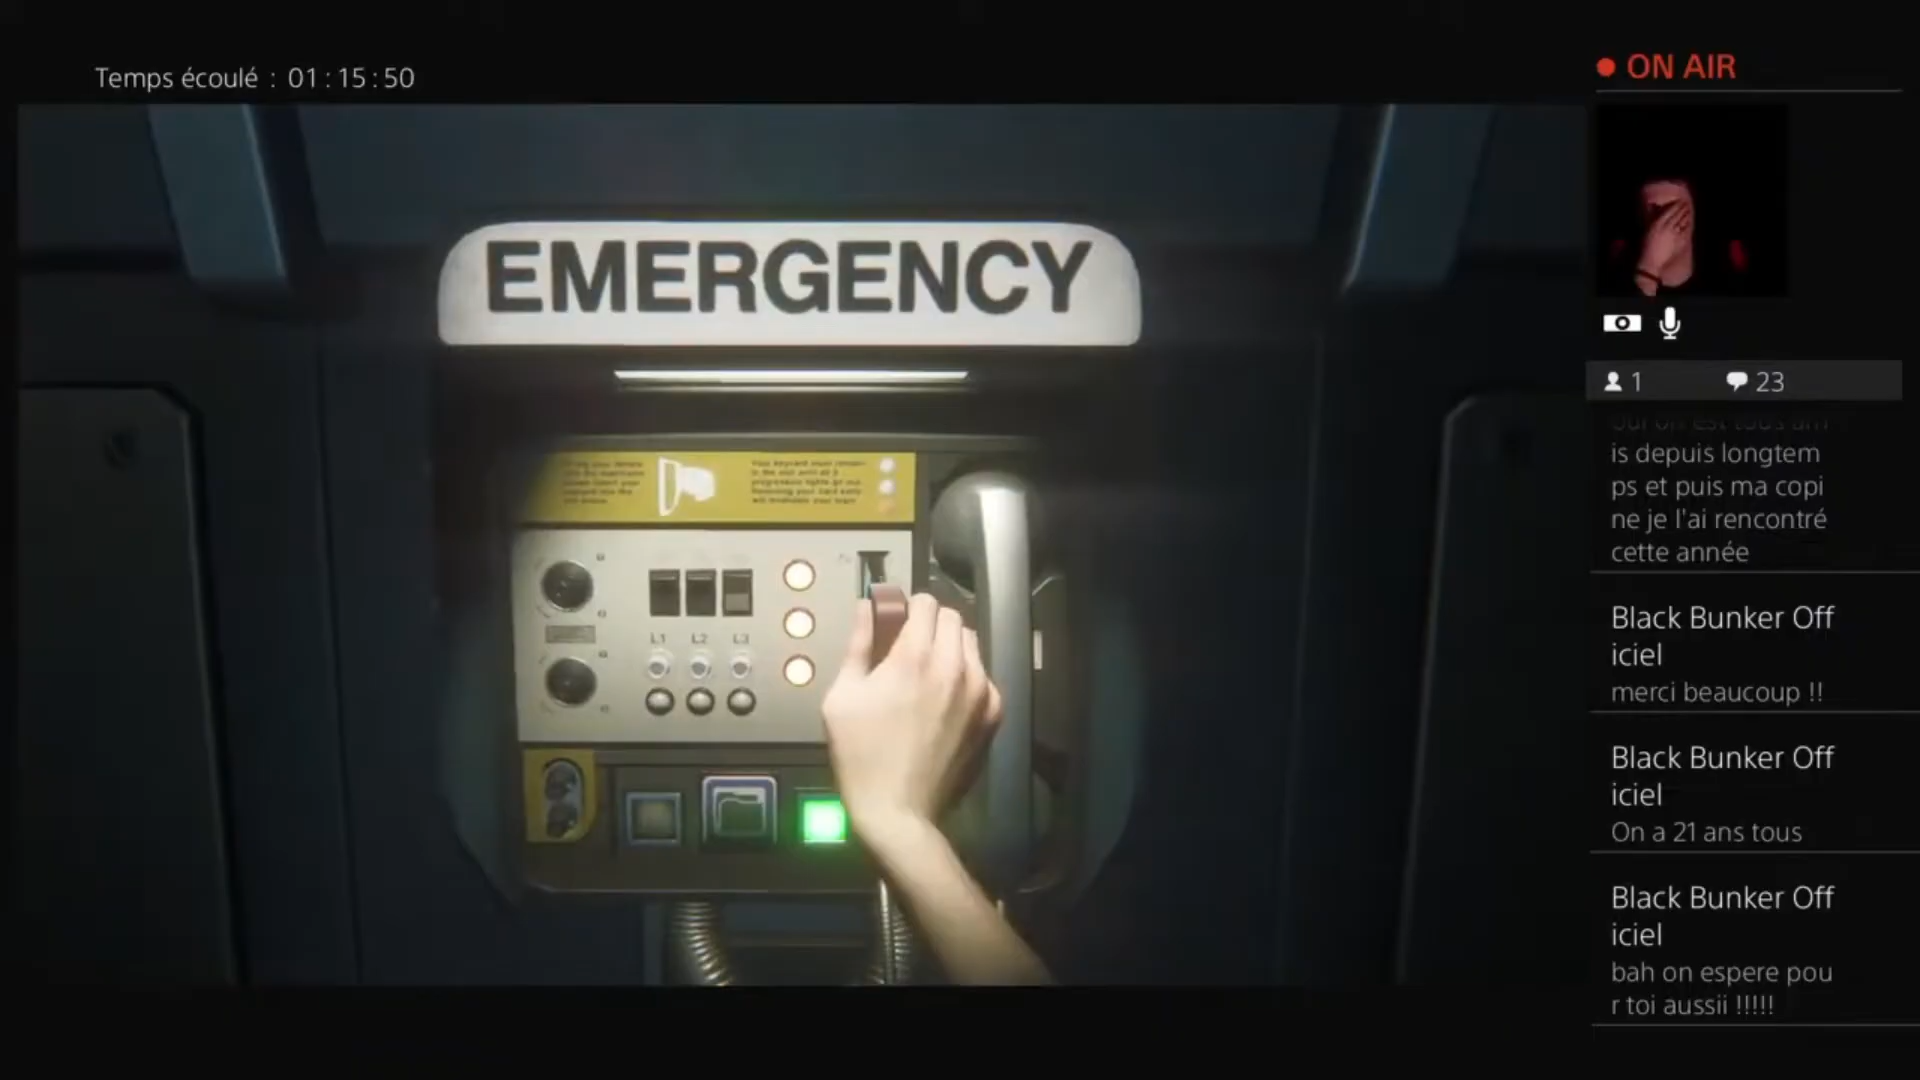 Temps écoulé : 01:15:50
ON AIR
EMERGENCY
1 23
is depuis longtem
ps et puis ma copi
ne je l'ai rencontré
cette année
L1 L2 L3
Black Bunker Off
iciel
merci beaucoup !!
Black Bunker Off
iciel
On a 21 ans tous
Black Bunker Off
iciel
bah on espere pou
r toi aussii !!!!!